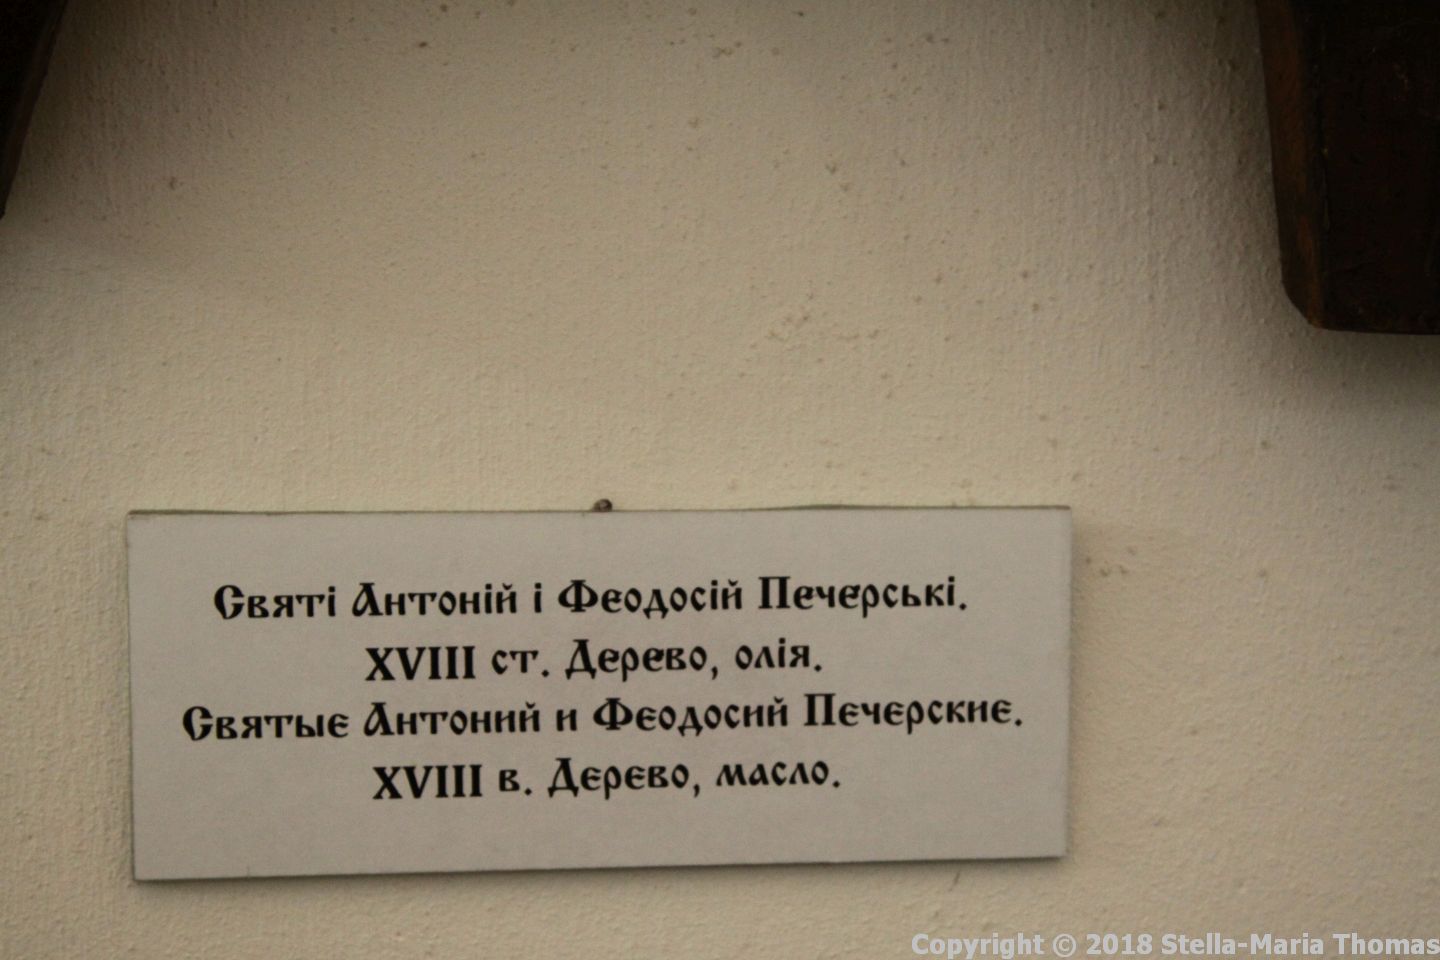 Святі Антоній і Феодосій Печерські.
XVIII ст. Дерево, олія.
Святые Антоний и Феодосий Печерские.
XVIII в. Дерево, масло.
Copyright © 2018 Stella-Maria Thomas